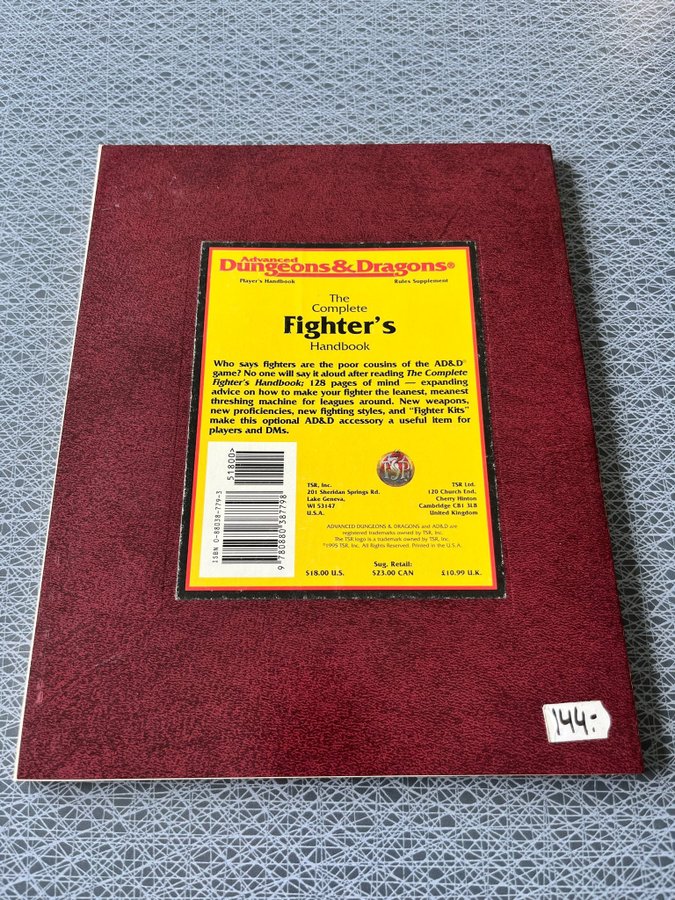 Advanced
Dungeons & Dragons®
Player's Handbook Rules Supplement
The
Complete
Fighter's
Handbook
Who says fighters are the poor cousins of the AD&D®
game? No one will say it aloud after reading The Complete
Fighter's Handbook; 128 pages of mind — expanding
advice on how to make your fighter the leanest, meanest
threshing machine for leagues around. New weapons,
new proficiencies, new fighting styles, and "Fighter Kits"
make this optional AD&D accessory a useful item for
players and DMs.
51800>
ISBN 0-88038-779-3
9 780880 387798
TSR
TSR, Inc.
201 Sheridan Springs Rd.
Lake Geneva,
WI 53147
U.S.A.
TSR Ltd.
120 Church End,
Cherry Hinton
Cambridge CB1 3LB
United Kingdom
ADVANCED DUNGEONS & DRAGONS and AD&D are
registered trademarks owned by TSR, Inc.
The TSR logo is a trademark owned by TSR, Inc.
©1995 TSR, Inc. All Rights Reserved. Printed in the U.S.A.
Sug. Retail:
$18.00 U.S. $23.00 CAN £10.99 U.K.
144:-